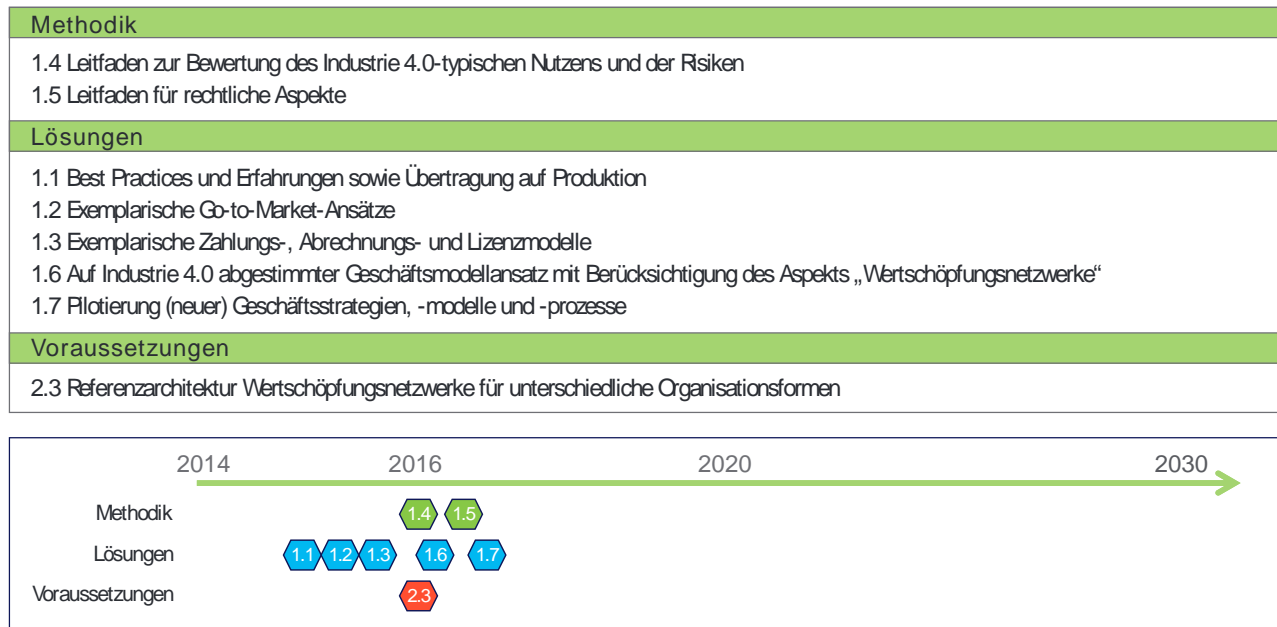 Methodik
1.4 Leitfaden zur Bewertung des Industrie 4.0-typischen Nutzens und der Risiken
1.5 Leitfaden für rechtliche Aspekte
Lösungen
1.1 Best Practices und Erfahrungen sowie Übertragung auf Produktion
1.2 Exemplarische Go-to-Market-Ansätze
1.3 Exemplarische Zahlungs-, Abrechnungs- und Lizenzmodelle
1.6 Auf Industrie 4.0 abgestimmter Geschäftsmodellansatz mit Berücksichtigung des Aspekts „Wertschöpfungsnetzwerke“
1.7 Pilotierung (neuer) Geschäftsstrategien, -modelle und -prozesse
Voraussetzungen
2.3 Referenzarchitektur Wertschöpfungsnetzwerke für unterschiedliche Organisationsformen
2014 2016 2020 2030
Methodik 1.4 1.5
Lösungen 1.1 1.2 1.3 1.6 1.7
Voraussetzungen 2.3